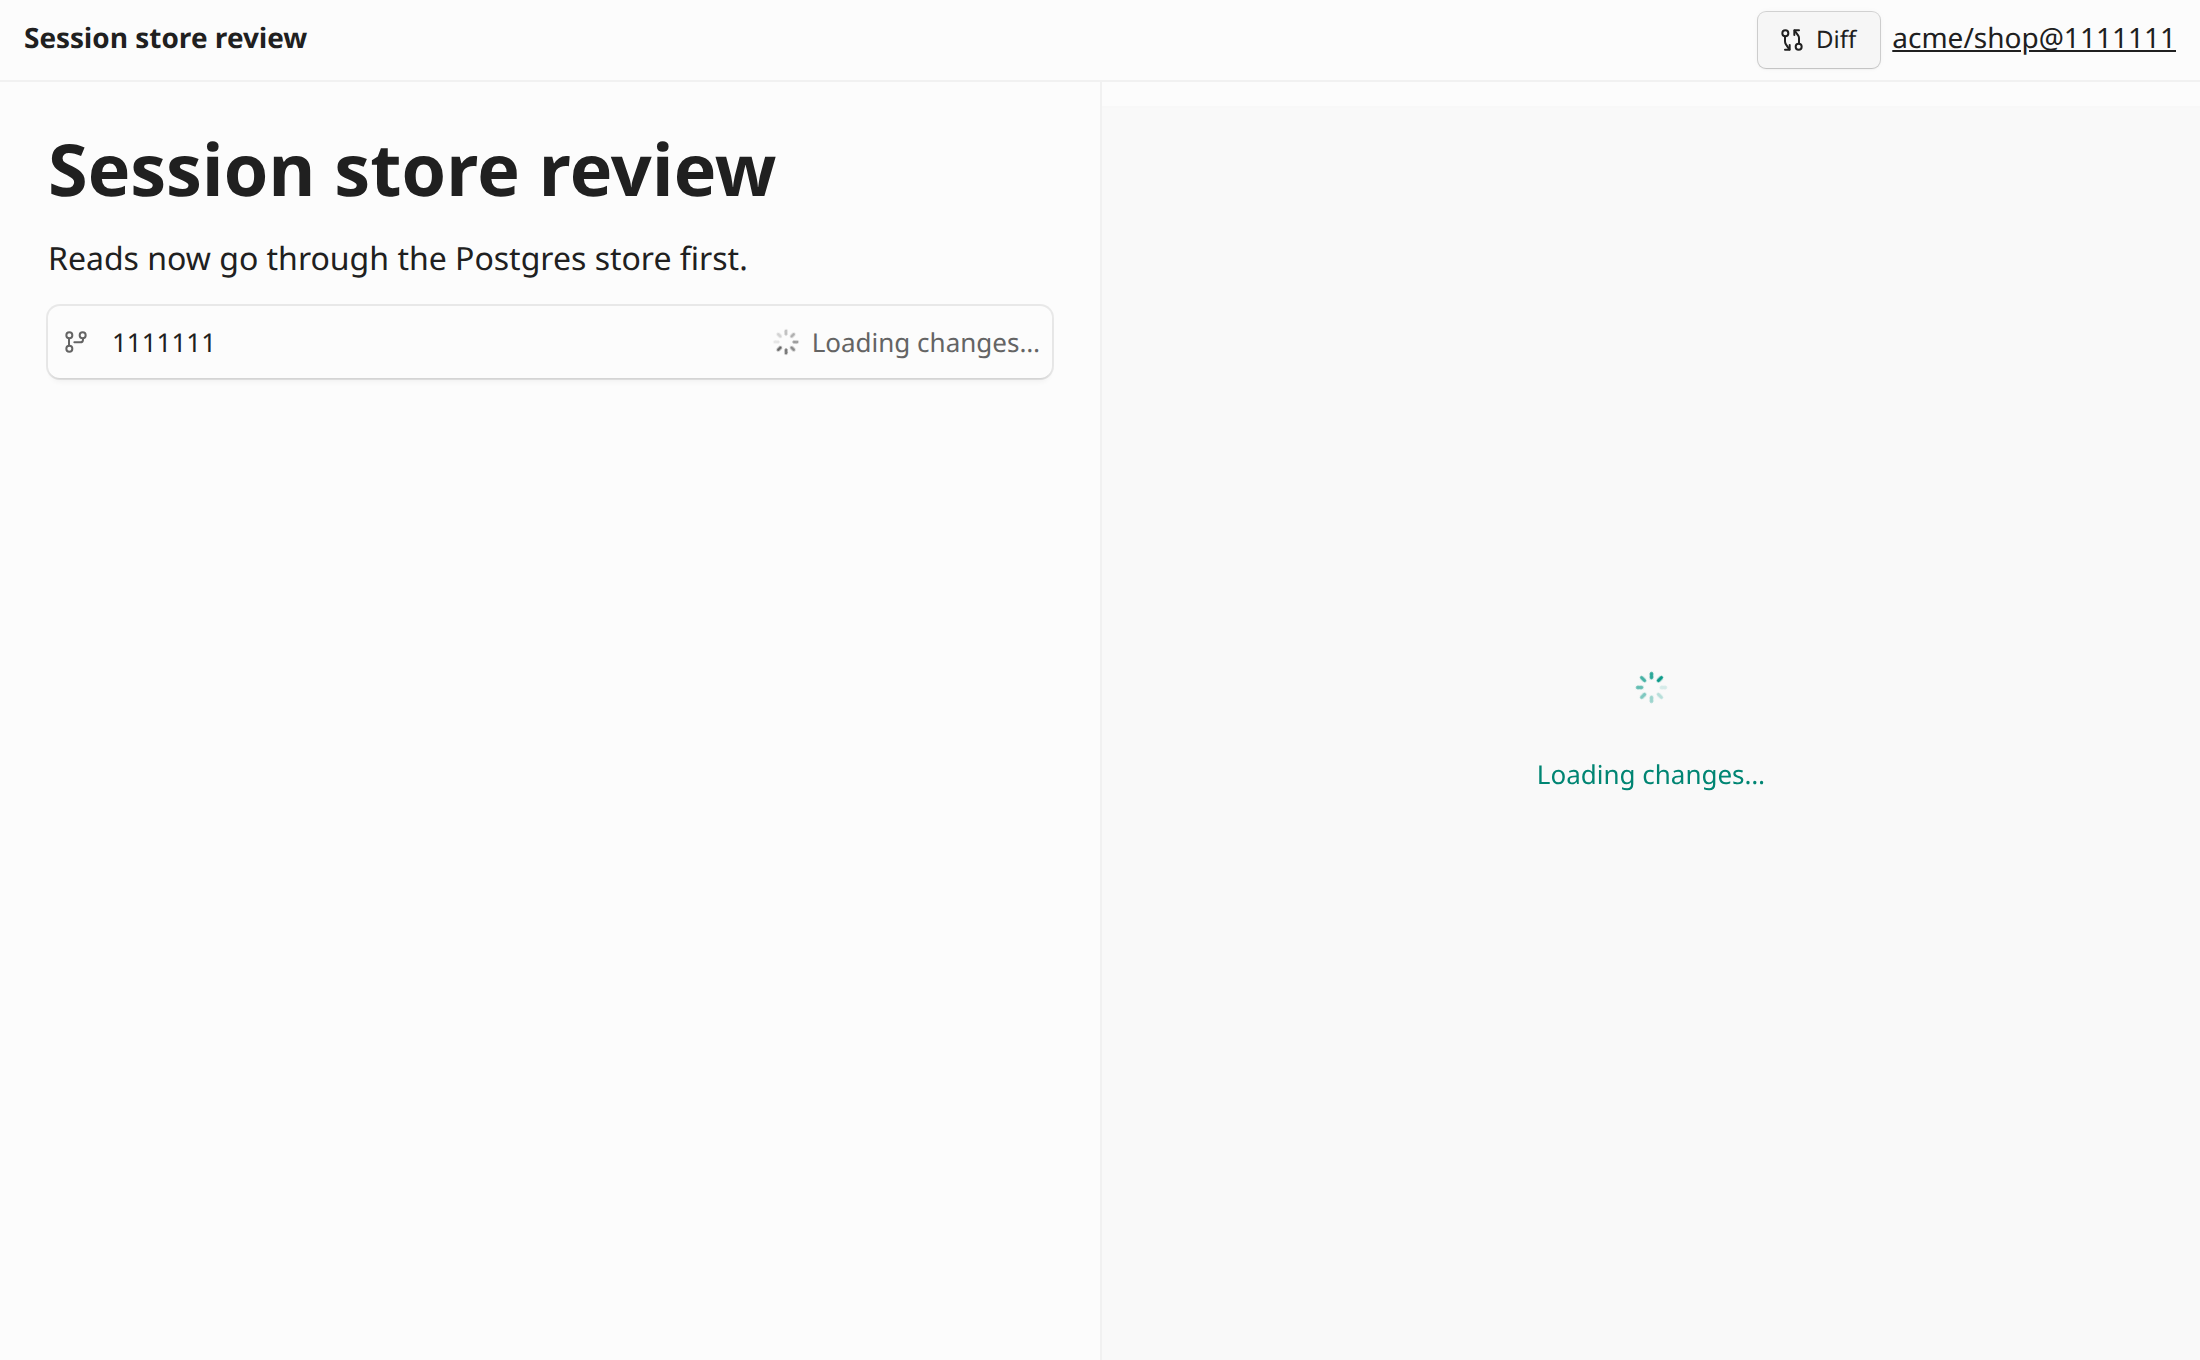 Session store review
Diff
acme/shop@1111111
Session store review
Reads now go through the Postgres store first.
1111111
Loading changes...
Loading changes...